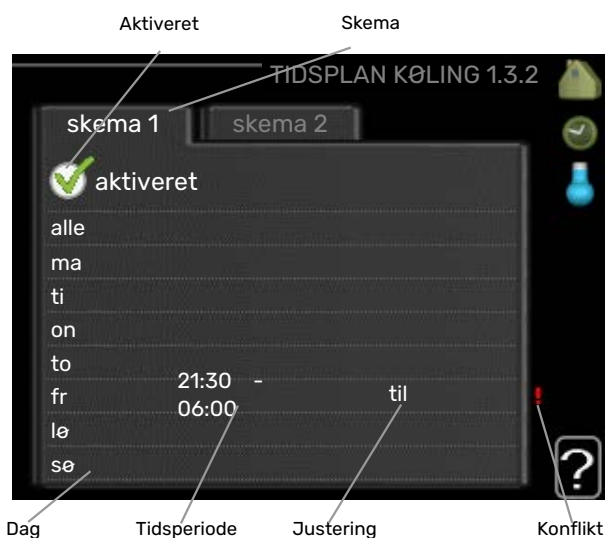 Aktiveret Skema
TIDSPLAN KØLING 1.3.2
skema 1 skema 2
aktiveret
alle
ma
ti
on
to
fr 21:30 - 06:00 til !
lø
sø
?
Dag Tidsperiode Justering Konflikt